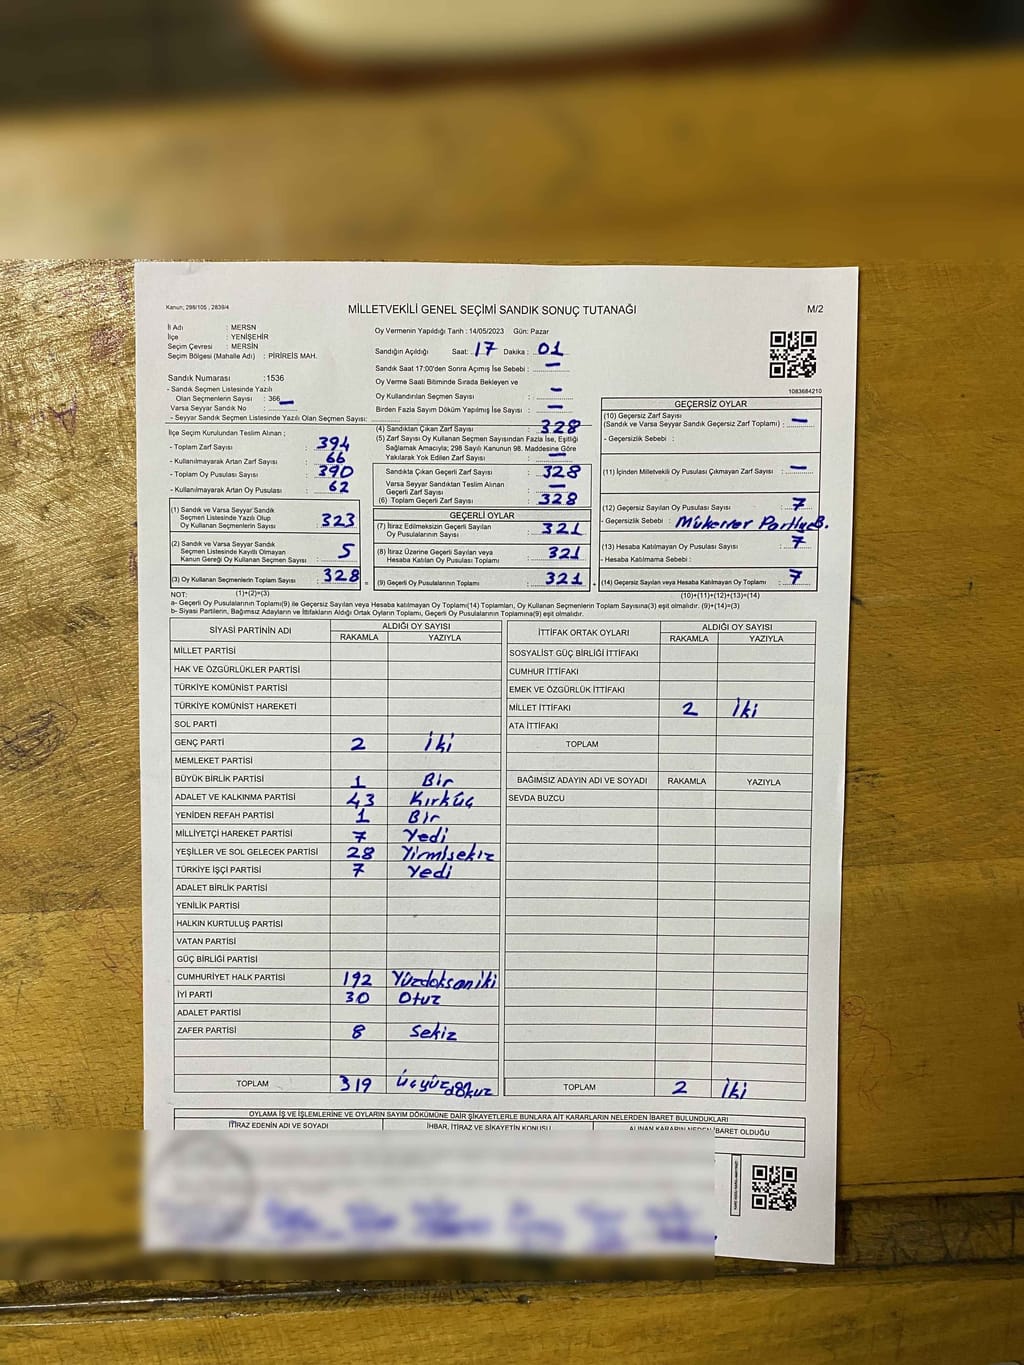 Kanun; 298/105 , 2839/4
MİLLETVEKİLİ GENEL SEÇİMİ SANDIK SONUÇ TUTANAĞI
M/2
İl Adı : MERSN
İlçe : YENİŞEHİR
Seçim Çevresi : MERSİN
Seçim Bölgesi (Mahalle Adı) : PİRİREİS MAH.
Sandık Numarası :1536
- Sandık Seçmen Listesinde Yazılı
Olan Seçmenlerin Sayısı : 366
Varsa Seyyar Sandık No : —
- Seyyar Sandık Seçmen Listesinde Yazılı Olan Seçmen Sayısı:
Oy Vermenin Yapıldığı Tarih : 14/05/2023 Gün: Pazar
Sandığın Açıldığı Saat: 17 Dakika : 01
Sandık Saat 17:00'den Sonra Açımış İse Sebebi : —
Oy Verme Saati Bitiminde Sırada Bekleyen ve
Oy Kullandırılan Seçmen Sayısı : —
Birden Fazla Sayım Döküm Yapılmış İse Sayısı : —
1083684210
İlçe Seçim Kurulundan Teslim Alınan ;
- Toplam Zarf Sayısı : 394
- Kullanılmayarak Artan Zarf Sayısı : 66
- Toplam Oy Pusulası Sayısı : 390
- Kullanılmayarak Artan Oy Pusulası : 62
(1) Sandık ve Varsa Seyyar Sandık
Seçmen Listesinde Yazılı Olup
Oy Kullanan Seçmenlerin Sayısı : 323
(2) Sandık ve Varsa Seyyar Sandık
Seçmen Listesinde Kayıtlı Olmayan
Kanun Gereği Oy Kullanan Seçmen Sayısı : 5
(3) Oy Kullanan Seçmenlerin Toplam Sayısı : 328 =
(4) Sandıktan Çıkan Zarf Sayısı : 328
(5) Zarf Sayısı Oy Kullanan Seçmen Sayısından Fazla İse, Eşitliği
Sağlamak Amacıyla; 298 Sayılı Kanunun 98. Maddesine Göre
Yakılarak Yok Edilen Zarf Sayısı : —
Sandıkta Çıkan Geçerli Zarf Sayısı : 328
Varsa Seyyar Sandıktan Teslim Alınan
Geçerli Zarf Sayısı : —
(6) Toplam Geçerli Zarf Sayısı : 328
GEÇERLİ OYLAR
(7) İtiraz Edilmeksizin Geçerli Sayılan
Oy Pusulalarının Sayısı : 321
(8) İtiraz Üzerine Geçerli Sayılan veya
Hesaba Katılan Oy Pusulası Sayısı : 321
(9) Geçerli Oy Pusulalarının Toplamı : 321 +
GEÇERSİZ OYLAR
(10) Geçersiz Zarf Sayısı
(Sandık ve Varsa Seyyar Sandık Geçersiz Zarf Toplamı) : —
- Geçersizlik Sebebi :
(11) İçinden Milletvekili Oy Pusulası Çıkmayan Zarf Sayısı : —
(12) Geçersiz Sayılan Oy Pusulası Sayısı : 7
- Geçersizlik Sebebi : Mükerrer
(13) Hesaba Katılmayan Oy Pusulası Sayısı : 7
- Hesaba Katılmama Sebebi :
(14) Geçersiz Sayılan veya Hesaba Katılmayan Oy Toplamı : 7
NOT: (1)+(2)=(3) (10)+(11)+(12)+(13)=(14)
a- Geçerli Oy Pusulalarının Toplamı(9) ile Geçersiz Sayılan veya Hesaba katılmayan Oy Toplamı(14) Toplamları, Oy Kullanan Seçmenlerin Toplam Sayısına(3) eşit olmalıdır. (9)+(14)=(3)
b- Siyasi Partilerin, Bağımsız Adayların ve İttifakların Aldığı Ortak Oyların Toplamı, Geçerli Oy Pusulalarının Toplamına(9) eşit olmalıdır.
SİYASİ PARTİNİN ADI ALDIĞI OY SAYISI
RAKAMLA YAZIYLA
MİLLET PARTİSİ
HAK VE ÖZGÜRLÜKLER PARTİSİ
TÜRKİYE KOMÜNİST PARTİSİ
TÜRKİYE KOMÜNİST HAREKETİ
SOL PARTİ
GENÇ PARTİ 2 iki
MEMLEKET PARTİSİ
BÜYÜK BİRLİK PARTİSİ 1 Bir
ADALET VE KALKINMA PARTİSİ 43 Kırküç
YENİDEN REFAH PARTİSİ 1 Bir
MİLLİYETÇİ HAREKET PARTİSİ 7 Yedi
YEŞİLLER VE SOL GELECEK PARTİSİ 28 Yirmisekiz
TÜRKİYE İŞÇİ PARTİSİ 7 Yedi
ADALET BİRLİK PARTİSİ
YENİLİK PARTİSİ
HALKIN KURTULUŞ PARTİSİ
VATAN PARTİSİ
GÜÇ BİRLİĞİ PARTİSİ
CUMHURİYET HALK PARTİSİ 192 Yüzdoksaniki
İYİ PARTİ 30 Otuz
ADALET PARTİSİ
ZAFER PARTİSİ 8 Sekiz
TOPLAM 319 Üçyüzdokuz
İTTİFAK ORTAK OYLARI ALDIĞI OY SAYISI
RAKAMLA YAZIYLA
SOSYALİST GÜÇ BİRLİĞİ İTTİFAKI
CUMHUR İTTİFAKI
EMEK VE ÖZGÜRLÜK İTTİFAKI
MİLLET İTTİFAKI 2 iki
ATA İTTİFAKI
TOPLAM
BAĞIMSIZ ADAYIN ADI VE SOYADI RAKAMLA YAZIYLA
SEVDA BUZCU
TOPLAM 2 iki
OYLAMA İŞ VE İŞLEMLERİNE VE OYLARIN SAYIM DÖKÜMÜNE DAİR ŞİKAYETLERLE BUNLARA AİT KARARLARIN NELERDEN İBARET BULUNDUKLARI
İTİRAZ EDENİN ADI VE SOYADI İHBAR, İTİRAZ VE ŞİKAYETİN KONUSU ALINAN KARARIN NEDEN İBARET OLDUĞU